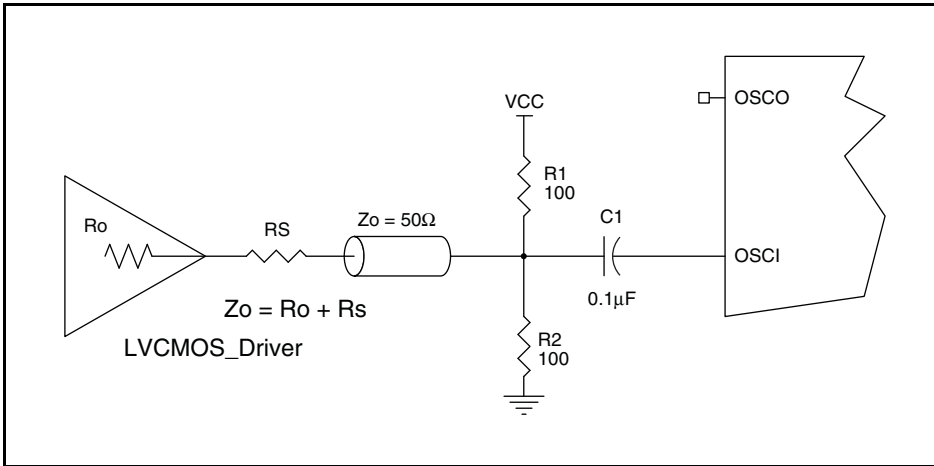 OSCO
VCC
R1
100
Ro
RS
Zo = 50Ω
C1
OSCI
0.1μF
Zo = Ro + Rs
R2
100
LVCMOS_Driver